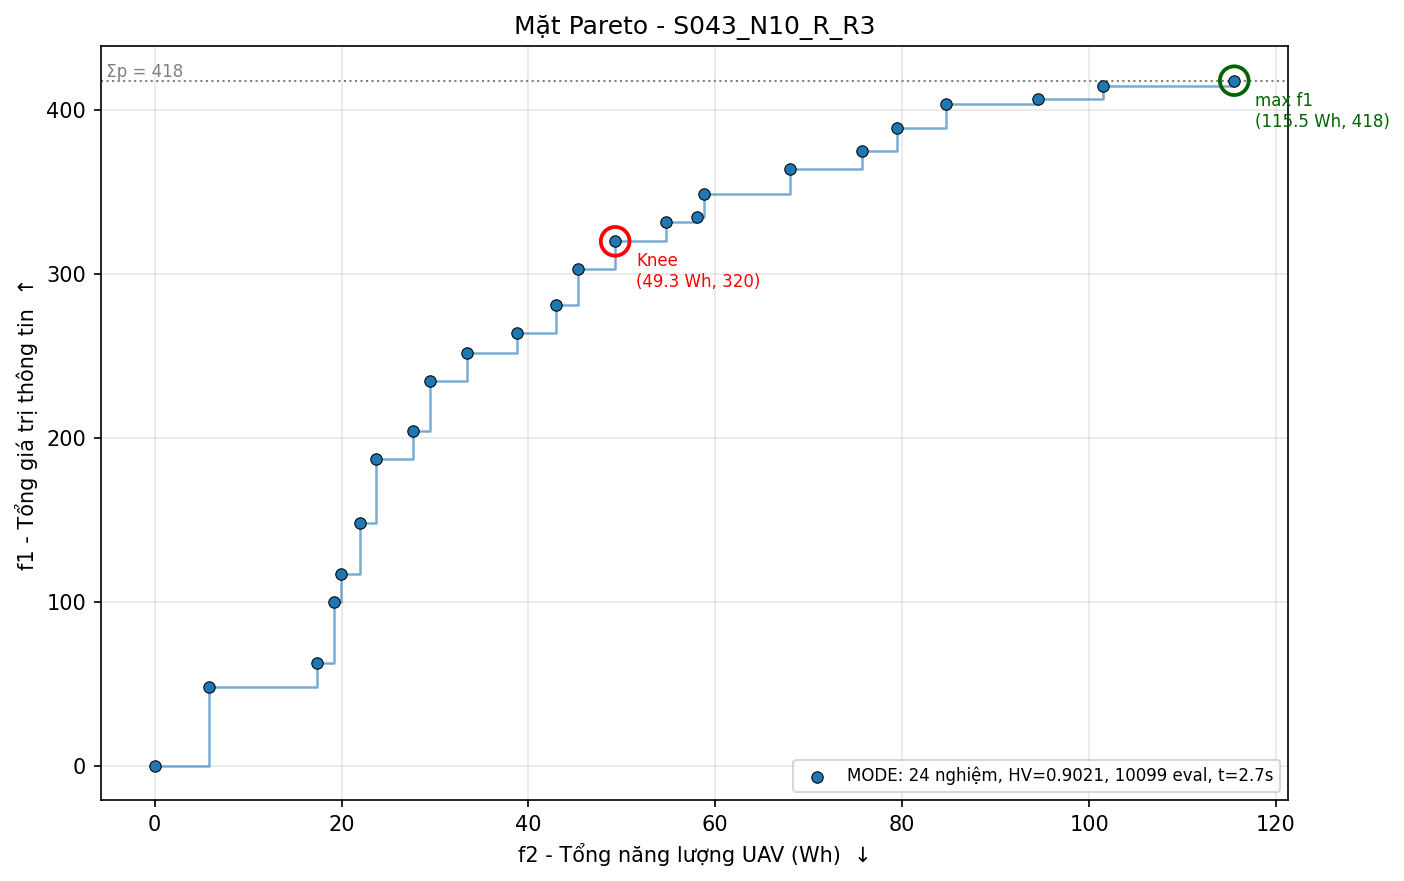 Mặt Pareto - S043_N10_R_R3
Σp = 418
max f1
(115.5 Wh, 418)
Knee
(49.3 Wh, 320)
f1 - Tổng giá trị thông tin ↑
400
300
200
100
0
MODE: 24 nghiệm, HV=0.9021, 10099 eval, t=2.7s
0 20 40 60 80 100 120
f2 - Tổng năng lượng UAV (Wh) ↓